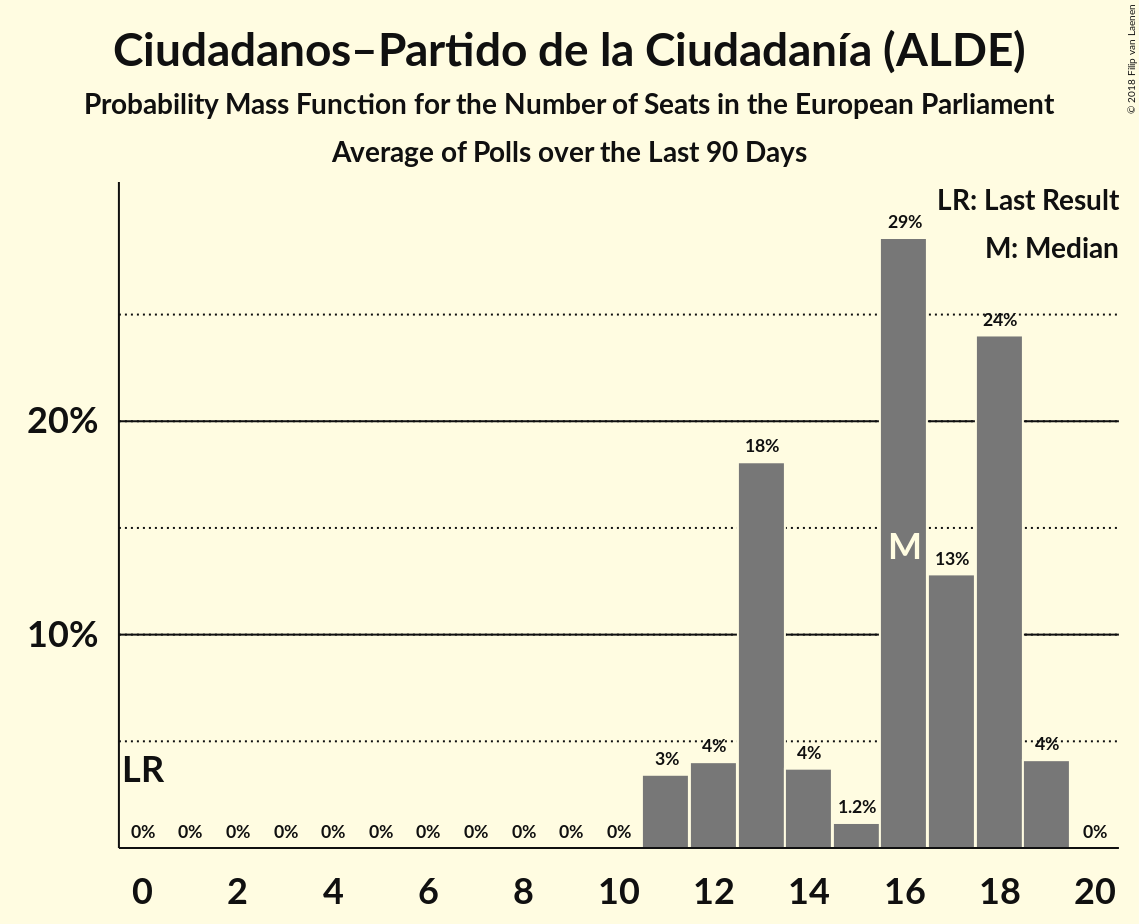 Ciudadanos–Partido de la Ciudadanía (ALDE)
Probability Mass Function for the Number of Seats in the European Parliament
Average of Polls over the Last 90 Days
© 2018 Filip van Laenen
LR: Last Result
M: Median
29%
24%
20%
18%
M
13%
10%
LR
3%
4%
4%
1.2%
4%
0% 0% 0% 0% 0% 0% 0% 0% 0% 0% 0% 0%
0 2 4 6 8 10 12 14 16 18 20